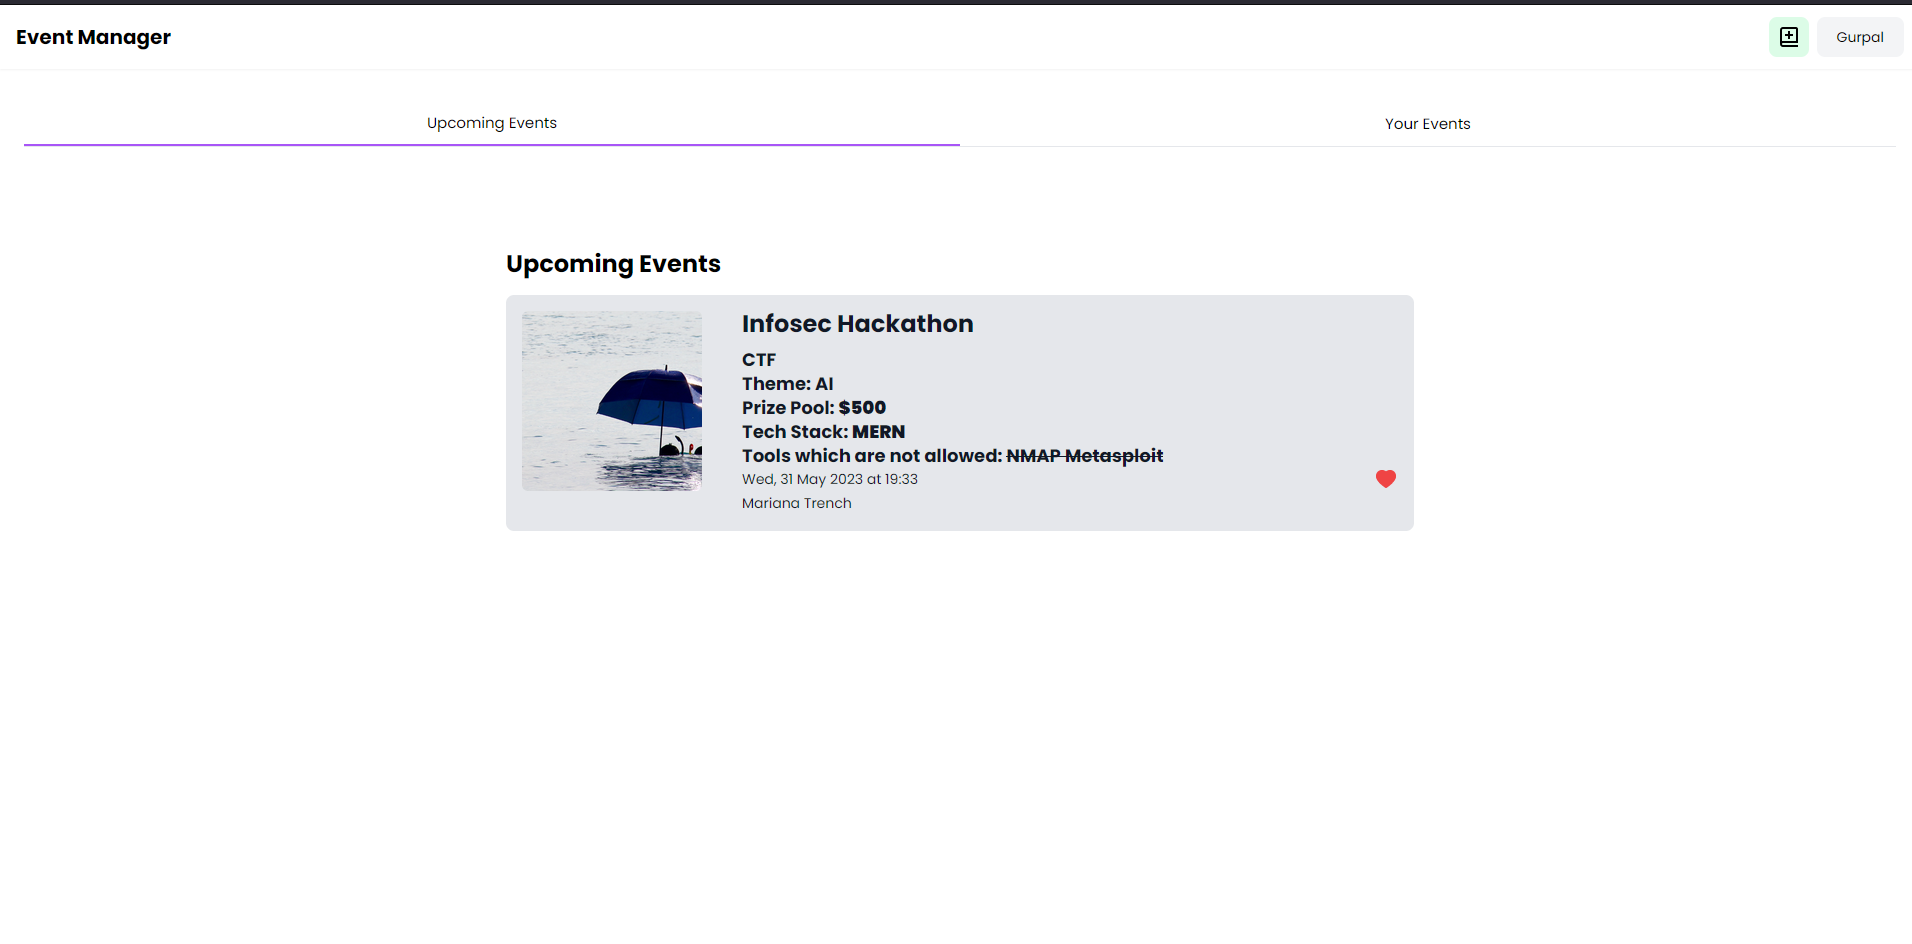 Event Manager
Gurpal
Upcoming Events
Your Events
Upcoming Events
Infosec Hackathon
CTF
Theme: AI
Prize Pool: $500
Tech Stack: MERN
Tools which are not allowed: NMAP Metasploit
Wed, 31 May 2023 at 19:33
Mariana Trench